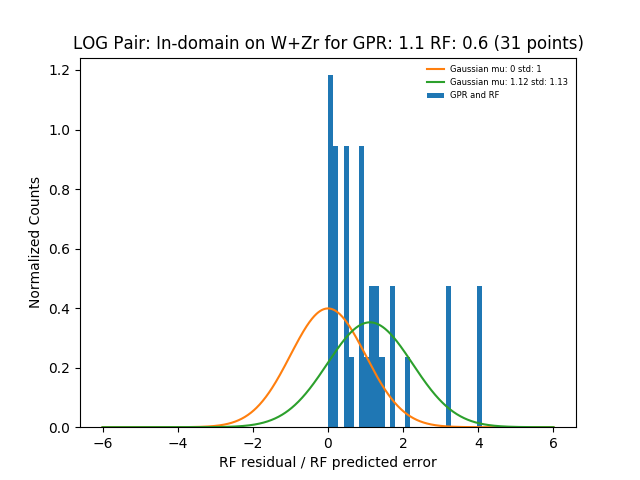 LOG Pair: In-domain on W+Zr for GPR: 1.1 RF: 0.6 (31 points)
Gaussian mu: 0 std: 1
Gaussian mu: 1.12 std: 1.13
GPR and RF
Normalized Counts
1.2
1.0
0.8
0.6
0.4
0.2
0.0
−6 −4 −2 0 2 4 6
RF residual / RF predicted error